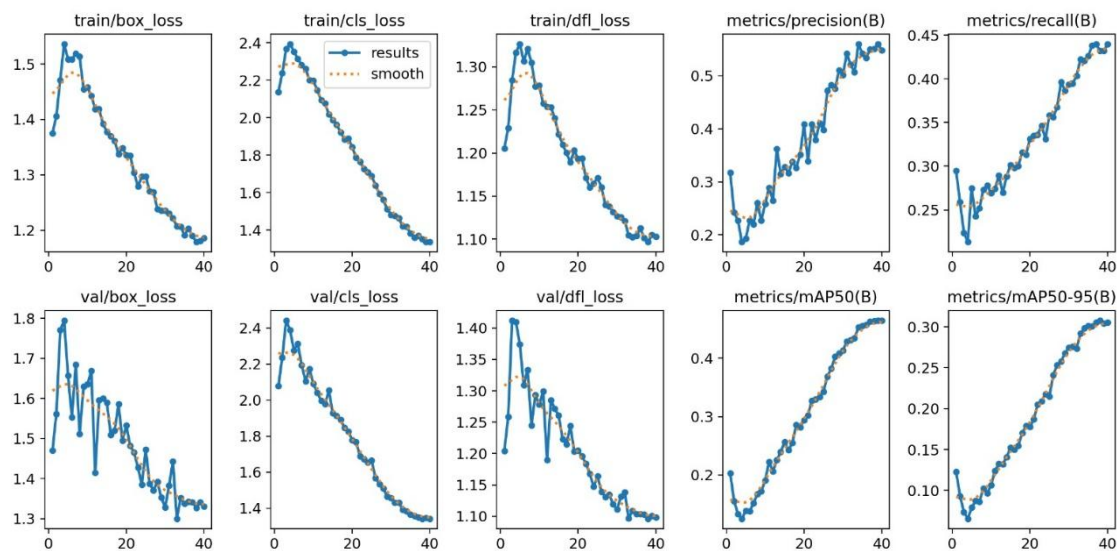 train/box_loss
train/cls_loss
train/dfl_loss
metrics/precision(B)
metrics/recall(B)
1.5
1.4
1.3
1.2
0 20 40
2.4
2.2
2.0
1.8
1.6
1.4
results
smooth
0 20 40
1.30
1.25
1.20
1.15
1.10
0 20 40
0.5
0.4
0.3
0.2
0 20 40
0.45
0.40
0.35
0.30
0.25
0 20 40
val/box_loss
val/cls_loss
val/dfl_loss
metrics/mAP50(B)
metrics/mAP50-95(B)
1.8
1.7
1.6
1.5
1.4
1.3
0 20 40
2.4
2.2
2.0
1.8
1.6
1.4
0 20 40
1.40
1.35
1.30
1.25
1.20
1.15
1.10
0 20 40
0.4
0.3
0.2
0 20 40
0.30
0.25
0.20
0.15
0.10
0 20 40